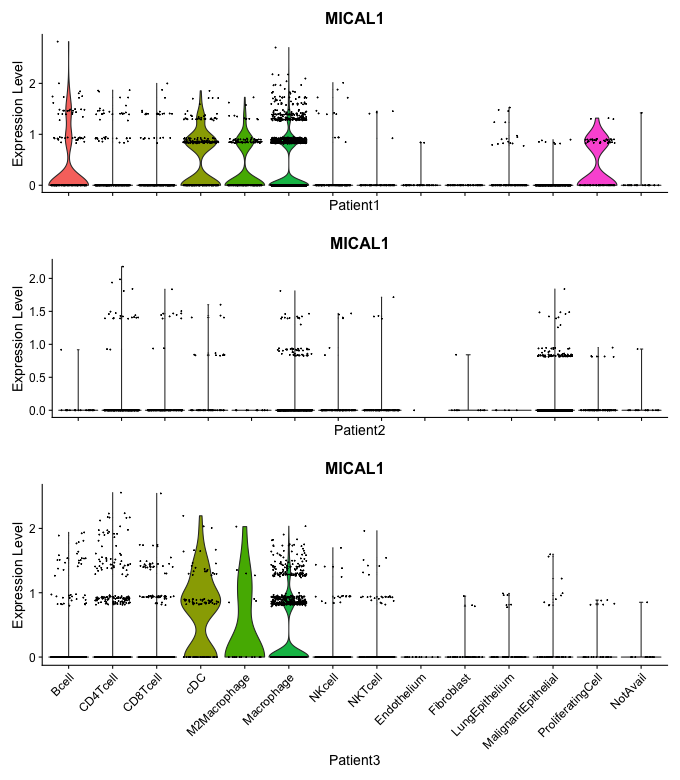 MICAL1
Expression Level
2
1
0
Patient1
MICAL1
Expression Level
2.0
1.5
1.0
0.5
0.0
Patient2
MICAL1
Expression Level
2
1
0
Bcell
CD4Tcell
CD8Tcell
cDC
M2Macrophage
Macrophage
NKcell
NKTcell
Endothelium
Fibroblast
LungEpithelium
MalignantEpithelial
ProliferatingCell
NotAvail
Patient3